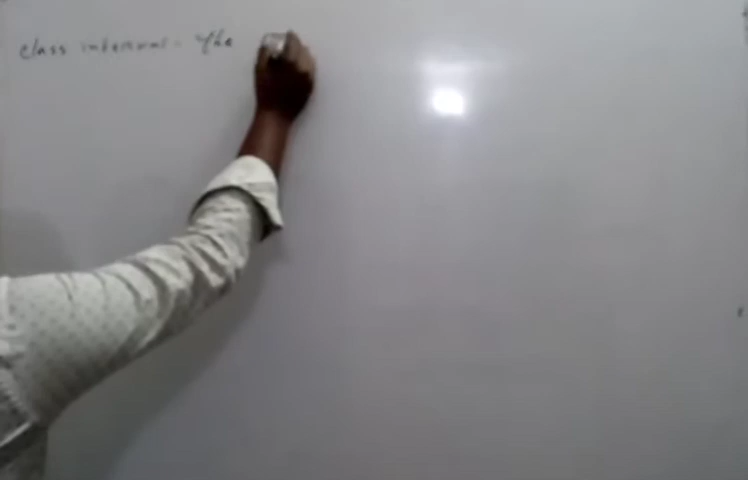 Class interval:- The